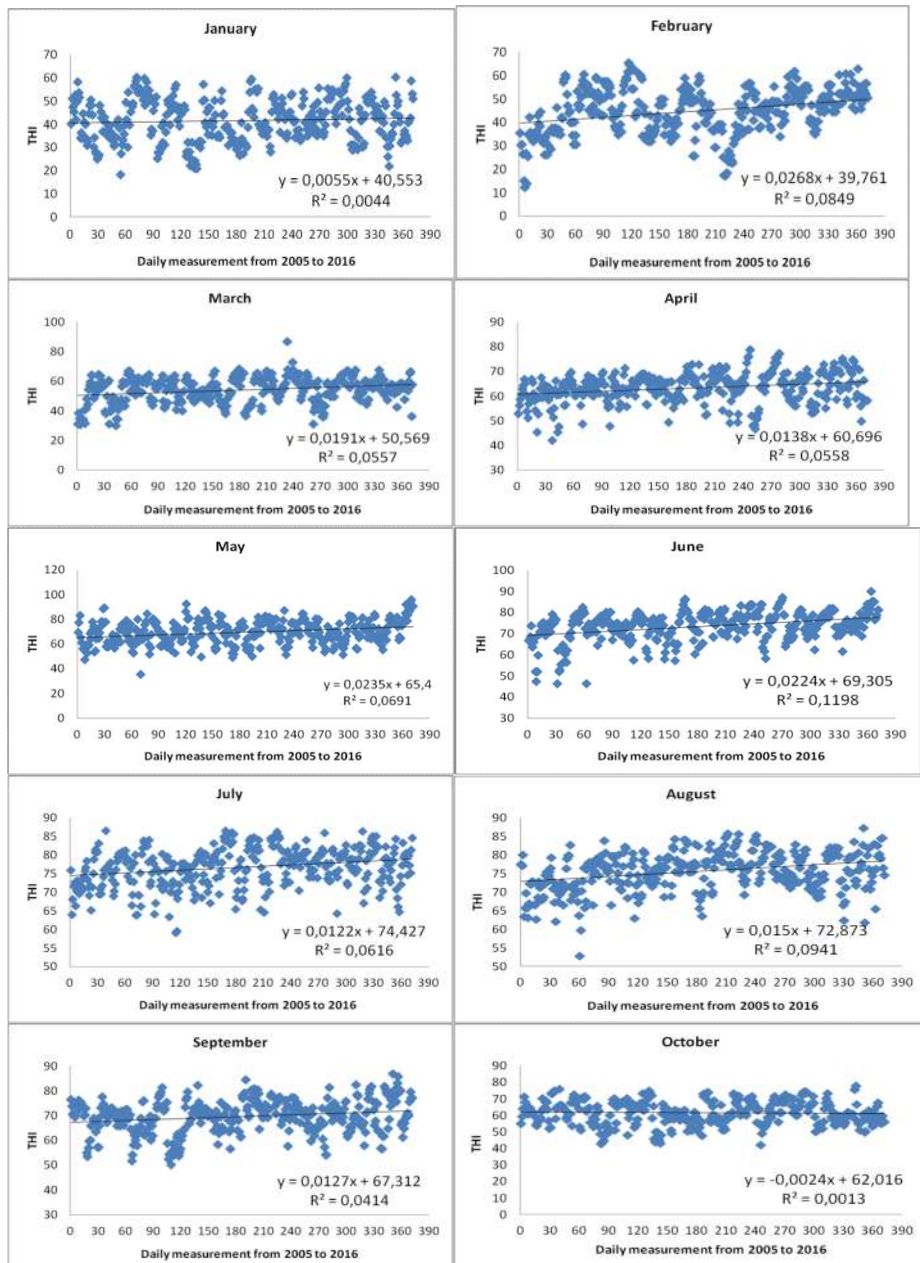 January
70
60
50
40
30
20
10
0
THI
y = 0,0055x + 40,553
R² = 0,0044
0 30 60 90 120 150 180 210 240 270 300 330 360 390
Daily measurement from 2005 to 2016
February
70
60
50
40
30
20
10
0
THI
y = 0,0268x + 39,761
R² = 0,0849
0 30 60 90 120 150 180 210 240 270 300 330 360 390
Daily measurement from 2005 to 2016
March
100
80
60
40
20
0
THI
y = 0,0191x + 50,569
R² = 0,0557
0 30 60 90 120 150 180 210 240 270 300 330 360 390
Daily measurement from 2005 to 2016
April
90
80
70
60
50
40
30
THI
y = 0,0138x + 60,696
R² = 0,0558
0 30 60 90 120 150 180 210 240 270 300 330 360 390
Daily measurement from 2005 to 2016
May
120
100
80
60
40
20
0
THI
y = 0,0235x + 65,4
R² = 0,0691
0 30 60 90 120 150 180 210 240 270 300 330 360 390
Daily measurement from 2005 to 2016
June
100
90
80
70
60
50
40
30
THI
y = 0,0224x + 69,305
R² = 0,1198
0 30 60 90 120 150 180 210 240 270 300 330 360 390
Daily measurement from 2005 to 2016
July
90
85
80
75
70
65
60
55
50
THI
y = 0,0122x + 74,427
R² = 0,0616
0 30 60 90 120 150 180 210 240 270 300 330 360 390
Daily measurement from 2005 to 2016
August
90
85
80
75
70
65
60
55
50
THI
y = 0,015x + 72,873
R² = 0,0941
0 30 60 90 120 150 180 210 240 270 300 330 360 390
Daily measurement from 2005 to 2016
September
90
80
70
60
50
40
30
THI
y = 0,0127x + 67,312
R² = 0,0414
0 30 60 90 120 150 180 210 240 270 300 330 360 390
Daily measurement from 2005 to 2016
October
90
80
70
60
50
40
30
20
10
0
THI
y = -0,0024x + 62,016
R² = 0,0013
0 30 60 90 120 150 180 210 240 270 300 330 360 390
Daily measurement from 2005 to 2016